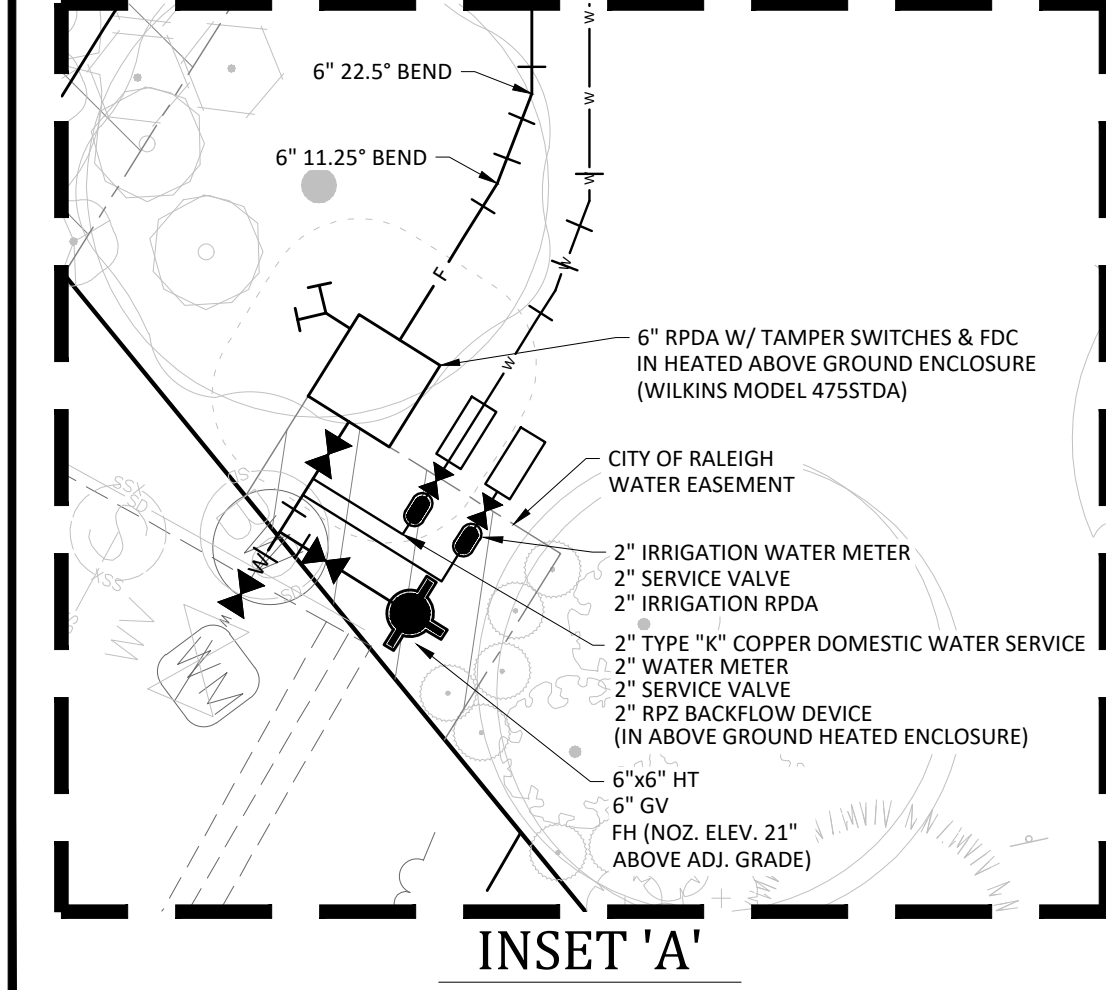 6" 22.5° BEND
6" 11.25° BEND
W
W
W
W
W
W
F
6" RPDA W/ TAMPER SWITCHES & FDC
IN HEATED ABOVE GROUND ENCLOSURE
(WILKINS MODEL 475STDA)
CITY OF RALEIGH
WATER EASEMENT
2" IRRIGATION WATER METER
2" SERVICE VALVE
2" IRRIGATION RPDA
2" TYPE "K" COPPER DOMESTIC WATER SERVICE
2" WATER METER
2" SERVICE VALVE
2" RPZ BACKFLOW DEVICE
(IN ABOVE GROUND HEATED ENCLOSURE)
6"x6" HT
6" GV
FH (NOZ. ELEV. 21"
ABOVE ADJ. GRADE)
INSET 'A'